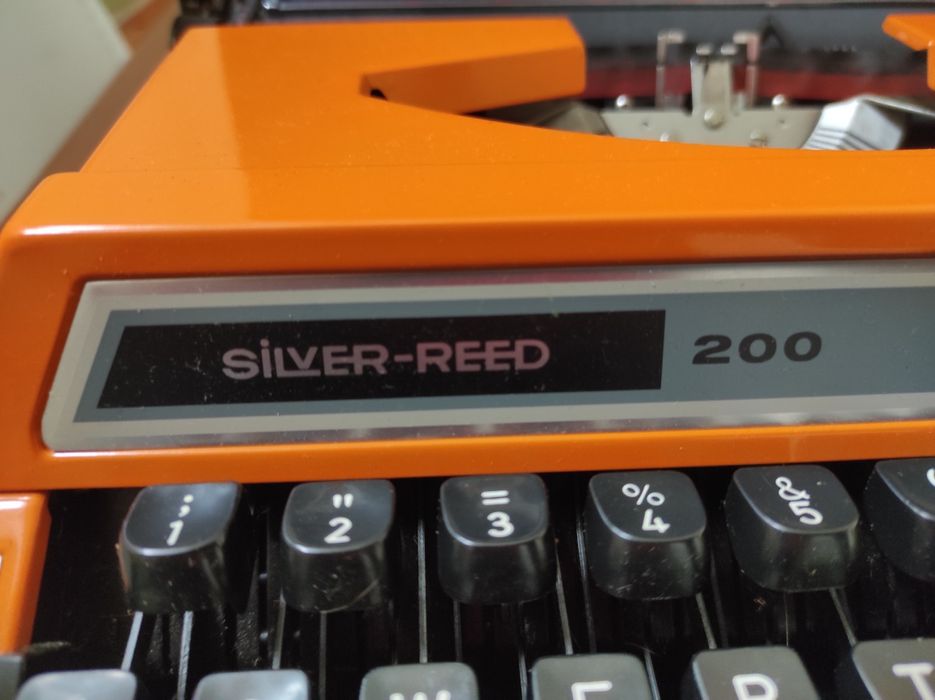 SiLVER-REED 200
; " = % &
1 2 3 4 5
W E R T